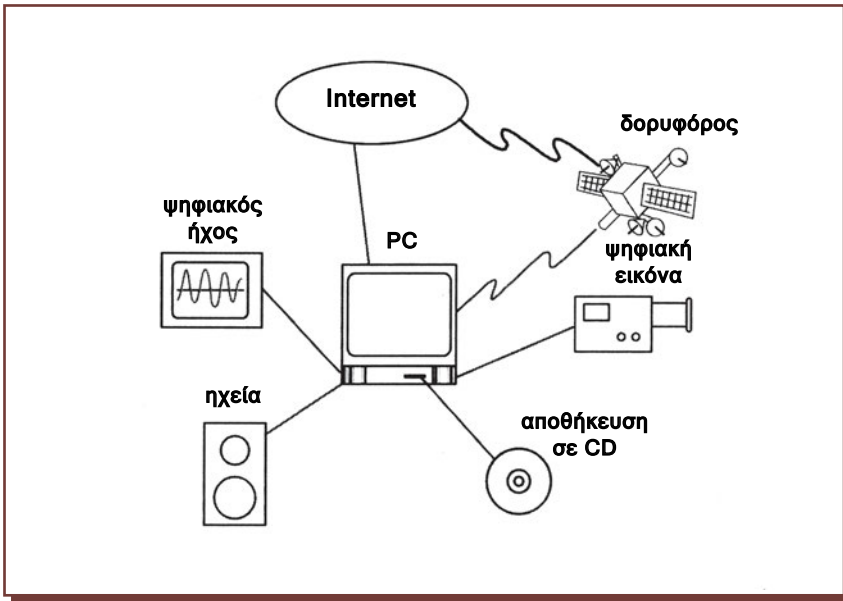 Internet
δορυφόρος
ψηφιακός
ήχος
PC
ψηφιακή
εικόνα
ηχεία
αποθήκευση
σε CD